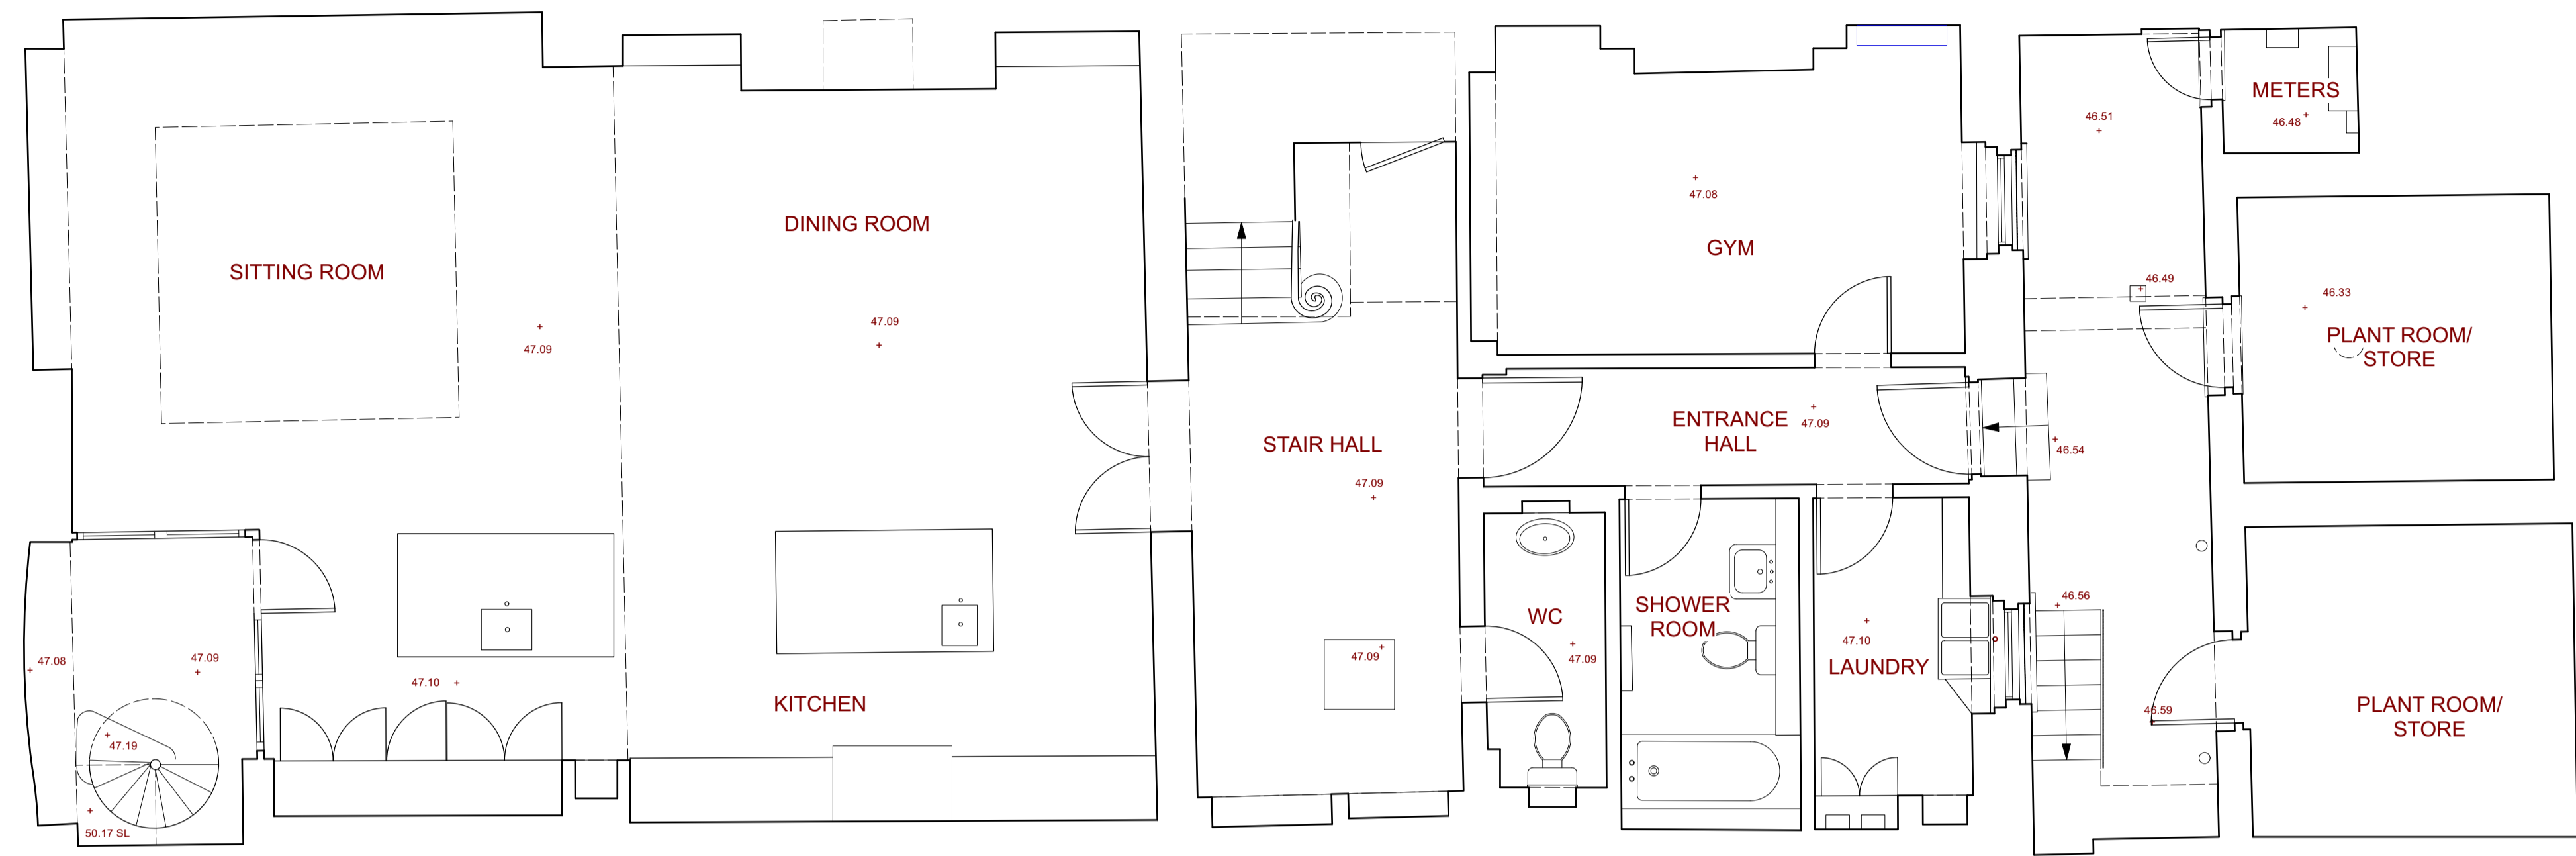 METERS
46.48
46.51
47.08
GYM
DINING ROOM
SITTING ROOM
47.09
47.09
46.49
46.33
PLANT ROOM/
STORE
ENTRANCE
HALL
47.09
STAIR HALL
46.54
47.09
46.56
SHOWER
ROOM
WC
47.10
LAUNDRY
47.09
47.09
47.08
47.09
47.10
KITCHEN
46.59
PLANT ROOM/
STORE
47.19
50.17 SL